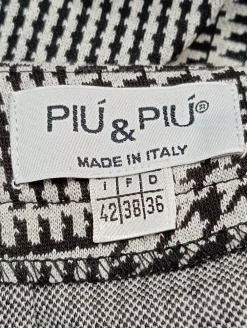 PIÚ & PIÚ®
MADE IN ITALY
I F D
42 38 36